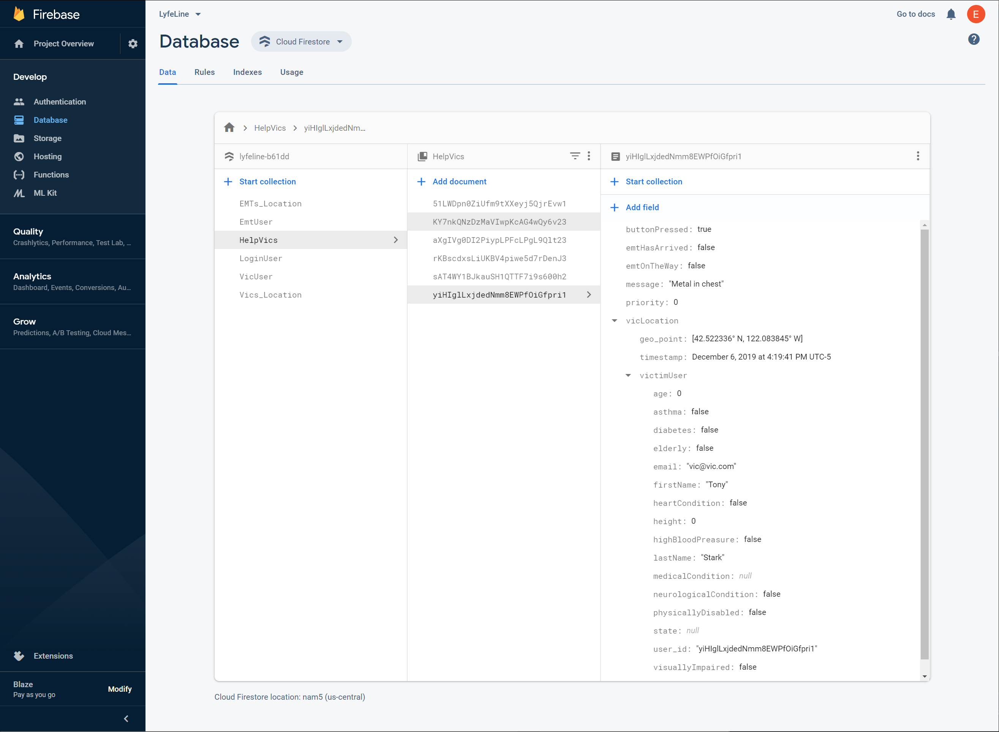 Firebase
Project Overview
Develop
Authentication
Database
Storage
Hosting
Functions
ML Kit
Quality
Crashlytics, Performance, Test Lab, ...
Analytics
Dashboard, Events, Conversions, Au...
Grow
Predictions, A/B Testing, Cloud Mes...
Extensions
Blaze
Pay as you go
Modify
LyfeLine
Go to docs
E
Database
Cloud Firestore
?
Data Rules Indexes Usage
HelpVics
yiHIglLxjdedNm...
lyfeline-b61dd
Start collection
EMTs_Location
EmtUser
HelpVics
LoginUser
VicUser
Vics_Location
HelpVics
Add document
51LWDpn0ZiUfm9tXXeyj5QjrEvw1
KY7nkQNzDzMaVIwpKcAG4wQy6v23
aXgIVg0DI2PiypLPFcLPgL9Qlt23
rKBscdxsLiUKBV4piwe5d7rDenJ3
sAT4WY1BJkauSH1QTTF7i9s600h2
yiHIglLxjdedNmm8EWPfOiGfpri1
yiHIglLxjdedNmm8EWPfOiGfpri1
Start collection
Add field
buttonPressed: true
emtHasArrived: false
emtOnTheWay: false
message: "Metal in chest"
priority: 0
vicLocation
geo_point: [42.522336° N, 122.083845° W]
timestamp: December 6, 2019 at 4:19:41 PM UTC-5
victimUser
age: 0
asthma: false
diabetes: false
elderly: false
email: "vic@vic.com"
firstName: "Tony"
heartCondition: false
height: 0
highBloodPreasure: false
lastName: "Stark"
medicalCondition: null
neurologicalCondition: false
physicallyDisabled: false
state: null
user_id: "yiHIglLxjdedNmm8EWPfOiGfpri1"
visuallyImpaired: false
Cloud Firestore location: nam5 (us-central)